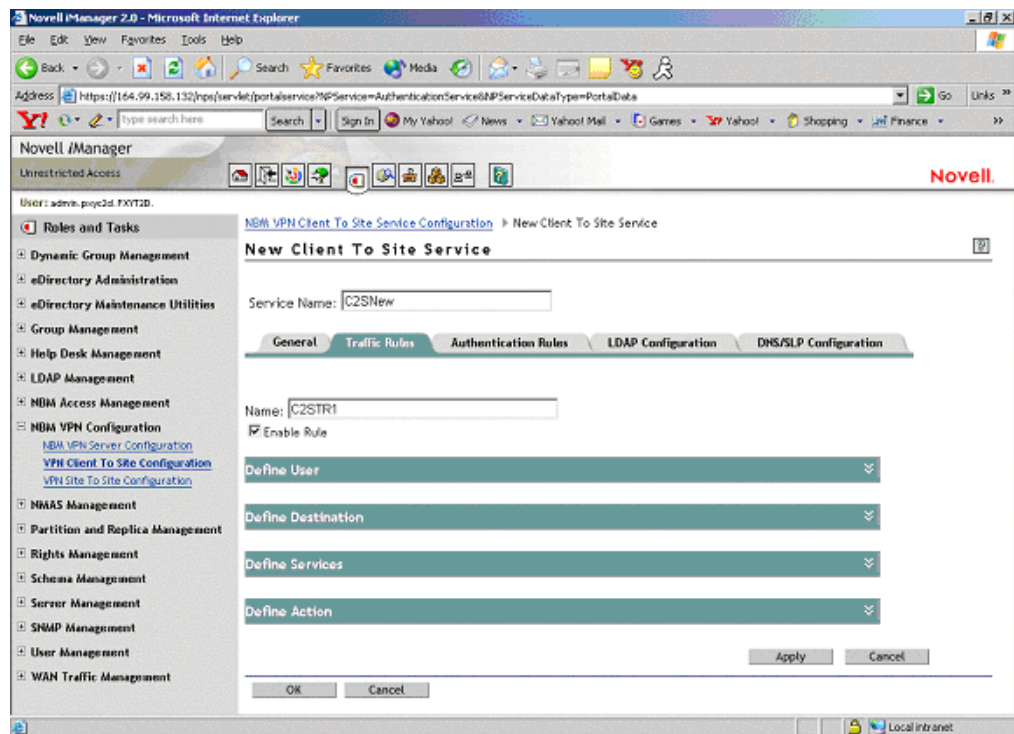 Novell iManager 2.0 - Microsoft Internet Explorer
File Edit View Favorites Tools Help
Back Search Favorites Media
Address https://164.99.158.132/nps/servlet/portalservice?NPService=AuthenticationService&NPServiceDataType=PortalData Go Links »
Y! type search here Search Sign In My Yahoo! News Yahoo! Mail Games Yahoo! Shopping Finance »
Novell iManager
Unrestricted Access
Novell.
User: admin.pxyc2d.PXYT2D.
Roles and Tasks
Dynamic Group Management
eDirectory Administration
eDirectory Maintenance Utilities
Group Management
Help Desk Management
LDAP Management
NBM Access Management
NBM VPN Configuration
NBM VPN Server Configuration
VPN Client To Site Configuration
VPN Site To Site Configuration
NMAS Management
Partition and Replica Management
Rights Management
Schema Management
Server Management
SNMP Management
User Management
WAN Traffic Management
NBM VPN Client To Site Service Configuration New Client To Site Service
New Client To Site Service
Service Name: C2SNew
General Traffic Rules Authentication Rules LDAP Configuration DNS/SLP Configuration
Name: C2STR1
Enable Rule
Define User
Define Destination
Define Services
Define Action
Apply Cancel
OK Cancel
Local intranet